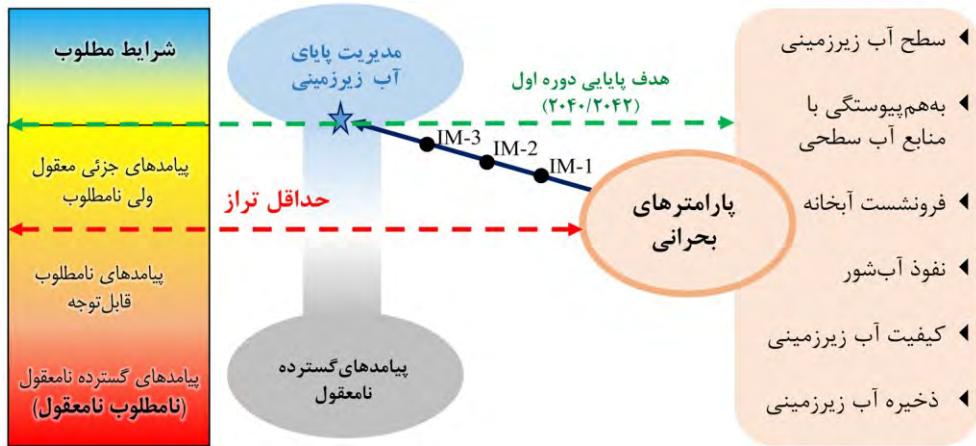 شرایط مطلوب
پیامدهای جزئی معقول
ولی نامطلوب
پیامدهای نامطلوب
قابل‌توجه
پیامدهای گسترده نامعقول
(نامطلوب نامعقول)
مدیریت پایای
آب زیرزمینی
هدف پایایی دوره اول
(۲۰۴۰/۲۰۴۲)
IM-3
IM-2
IM-1
حداقل تراز
پارامترهای
بحرانی
پیامدهای گسترده
نامعقول
سطح آب زیرزمینی
به‌هم‌پیوستگی با
منابع آب سطحی
فرونشست آبخانه
نفوذ آب‌شور
کیفیت آب زیرزمینی
ذخیره آب زیرزمینی